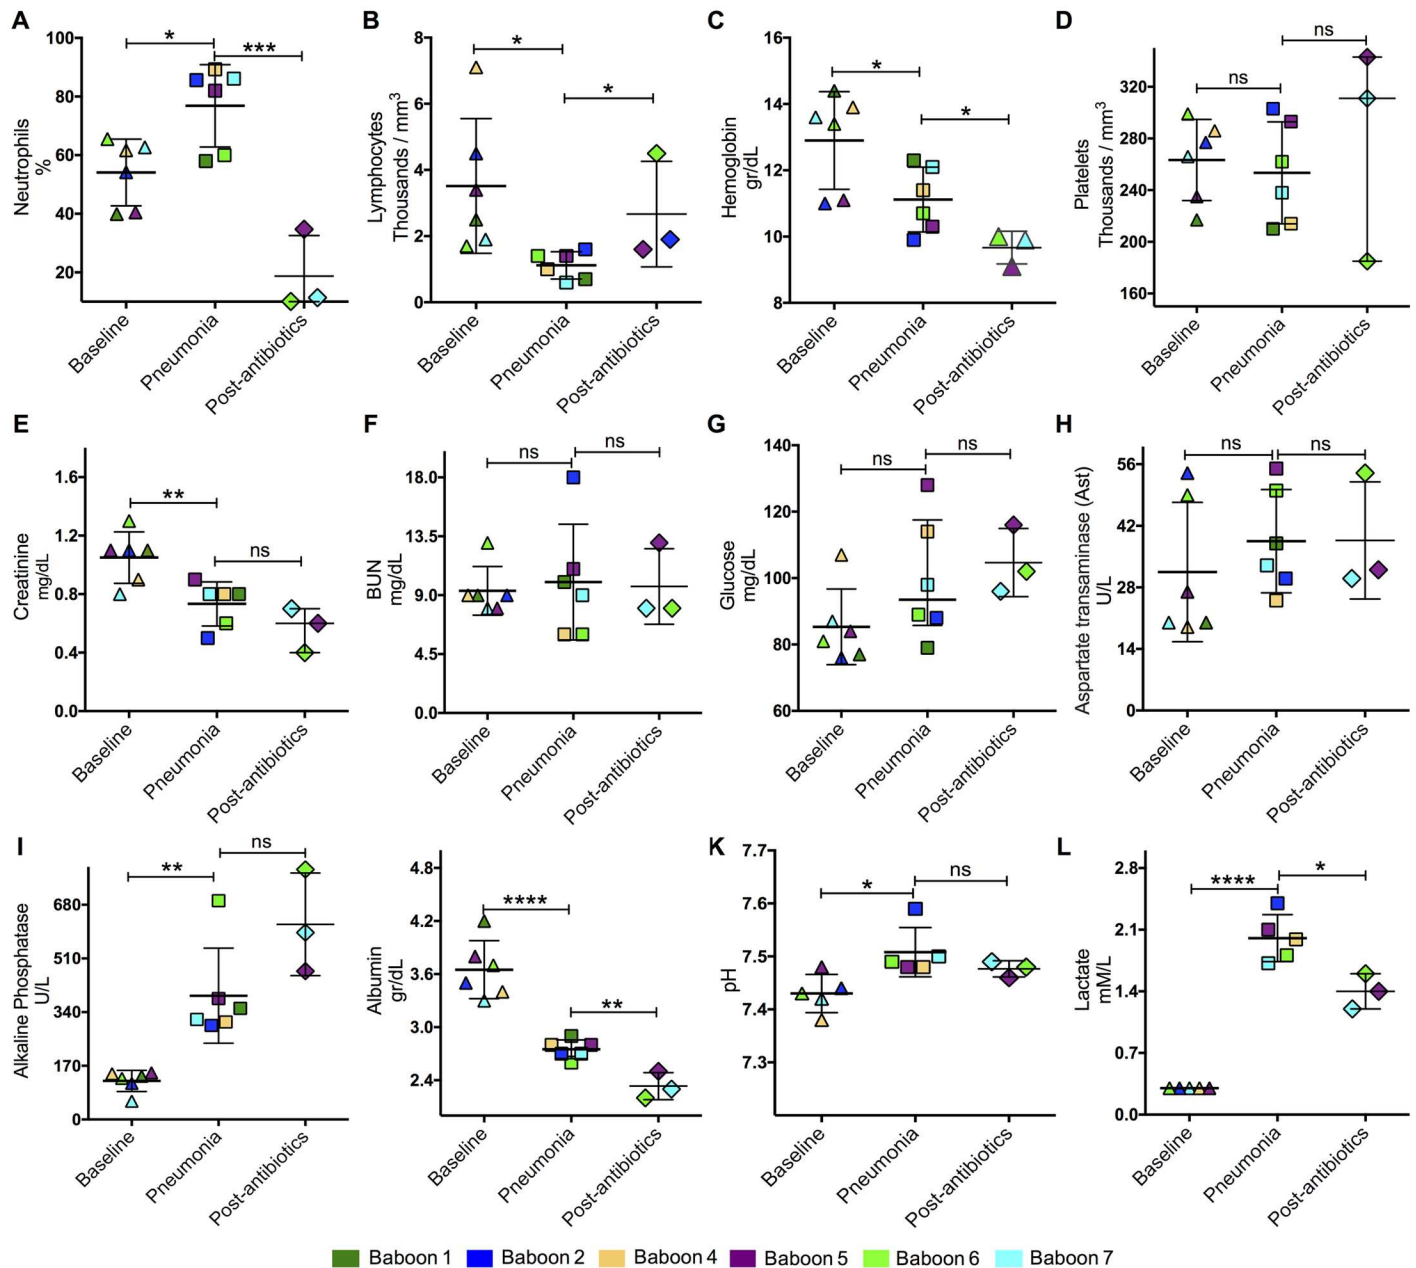 A
Neutrophils
%
100
80
60
40
20
*
***
Baseline
Pneumonia
Post-antibiotics
B
Lymphocytes
Thousands / mm3
8
6
4
2
0
*
*
Baseline
Pneumonia
Post-antibiotics
C
Hemoglobin
gr/dL
16
14
12
10
8
*
*
Baseline
Pneumonia
Post-antibiotics
D
Platelets
Thousands / mm3
320
280
240
200
160
ns
ns
Baseline
Pneumonia
Post-antibiotics
E
Creatinine
mg/dL
1.6
1.2
0.8
0.4
0.0
**
ns
Baseline
Pneumonia
Post-antibiotics
F
BUN
mg/dL
18.0
13.5
9.0
4.5
0.0
ns
ns
Baseline
Pneumonia
Post-antibiotics
G
Glucose
mg/dL
140
120
100
80
60
ns
ns
Baseline
Pneumonia
Post-antibiotics
H
Aspartate transaminase (Ast)
U/L
56
42
28
14
0
ns
ns
Baseline
Pneumonia
Post-antibiotics
I
Alkaline Phosphatase
U/L
680
510
340
170
0
**
ns
Baseline
Pneumonia
Post-antibiotics
Albumin
gr/dL
4.8
4.2
3.6
3.0
2.4
****
**
Baseline
Pneumonia
Post-antibiotics
K
pH
7.7
7.6
7.5
7.4
7.3
*
ns
Baseline
Pneumonia
Post-antibiotics
L
Lactate
mM/L
2.8
2.1
1.4
0.7
0.0
****
*
Baseline
Pneumonia
Post-antibiotics
Baboon 1 Baboon 2 Baboon 4 Baboon 5 Baboon 6 Baboon 7